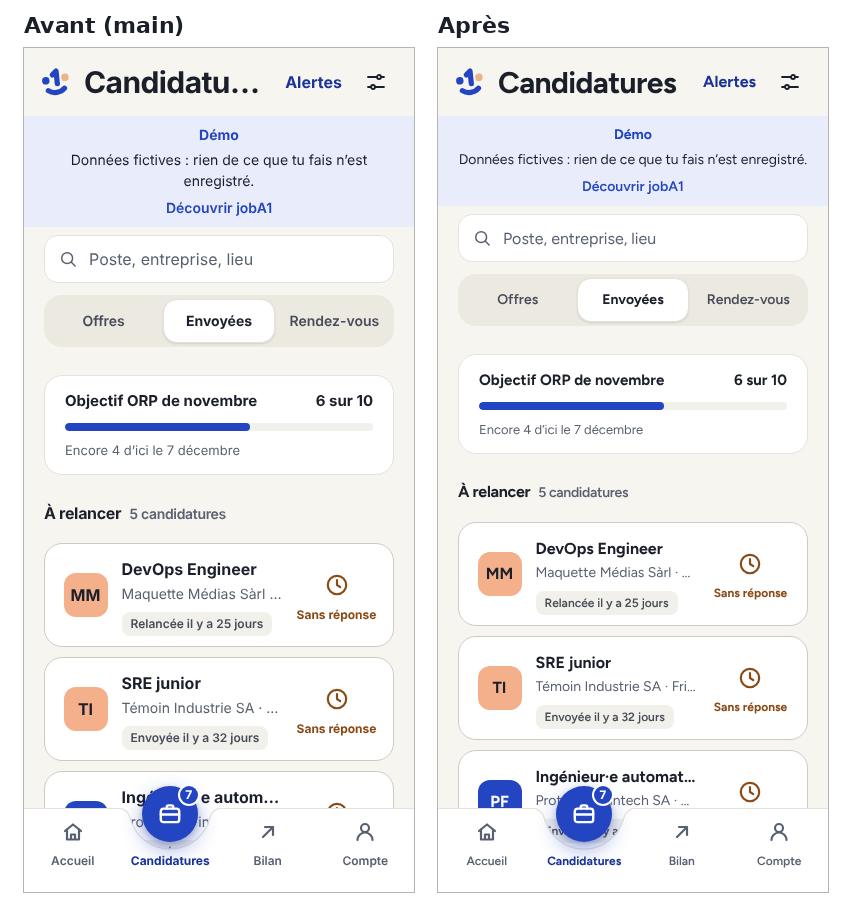 Avant (main)
Candidatu...
Alertes
Démo
Données fictives : rien de ce que tu fais n'est
enregistré.
Découvrir jobA1
Poste, entreprise, lieu
Offres
Envoyées
Rendez-vous
Objectif ORP de novembre
6 sur 10
Encore 4 d'ici le 7 décembre
À relancer 5 candidatures
MM
DevOps Engineer
Maquette Médias Sàrl ...
Relancée il y a 25 jours
Sans réponse
TI
SRE junior
Témoin Industrie SA · ...
Envoyée il y a 32 jours
Sans réponse
7
Accueil
Candidatures
Bilan
Compte
Après
Candidatures
Alertes
Démo
Données fictives : rien de ce que tu fais n'est enregistré.
Découvrir jobA1
Poste, entreprise, lieu
Offres
Envoyées
Rendez-vous
Objectif ORP de novembre
6 sur 10
Encore 4 d'ici le 7 décembre
À relancer 5 candidatures
MM
DevOps Engineer
Maquette Médias Sàrl · ...
Relancée il y a 25 jours
Sans réponse
TI
SRE junior
Témoin Industrie SA · Fri...
Envoyée il y a 32 jours
Sans réponse
PF
Ingénieur·e automat...
SA · ...
7
Accueil
Candidatures
Bilan
Compte